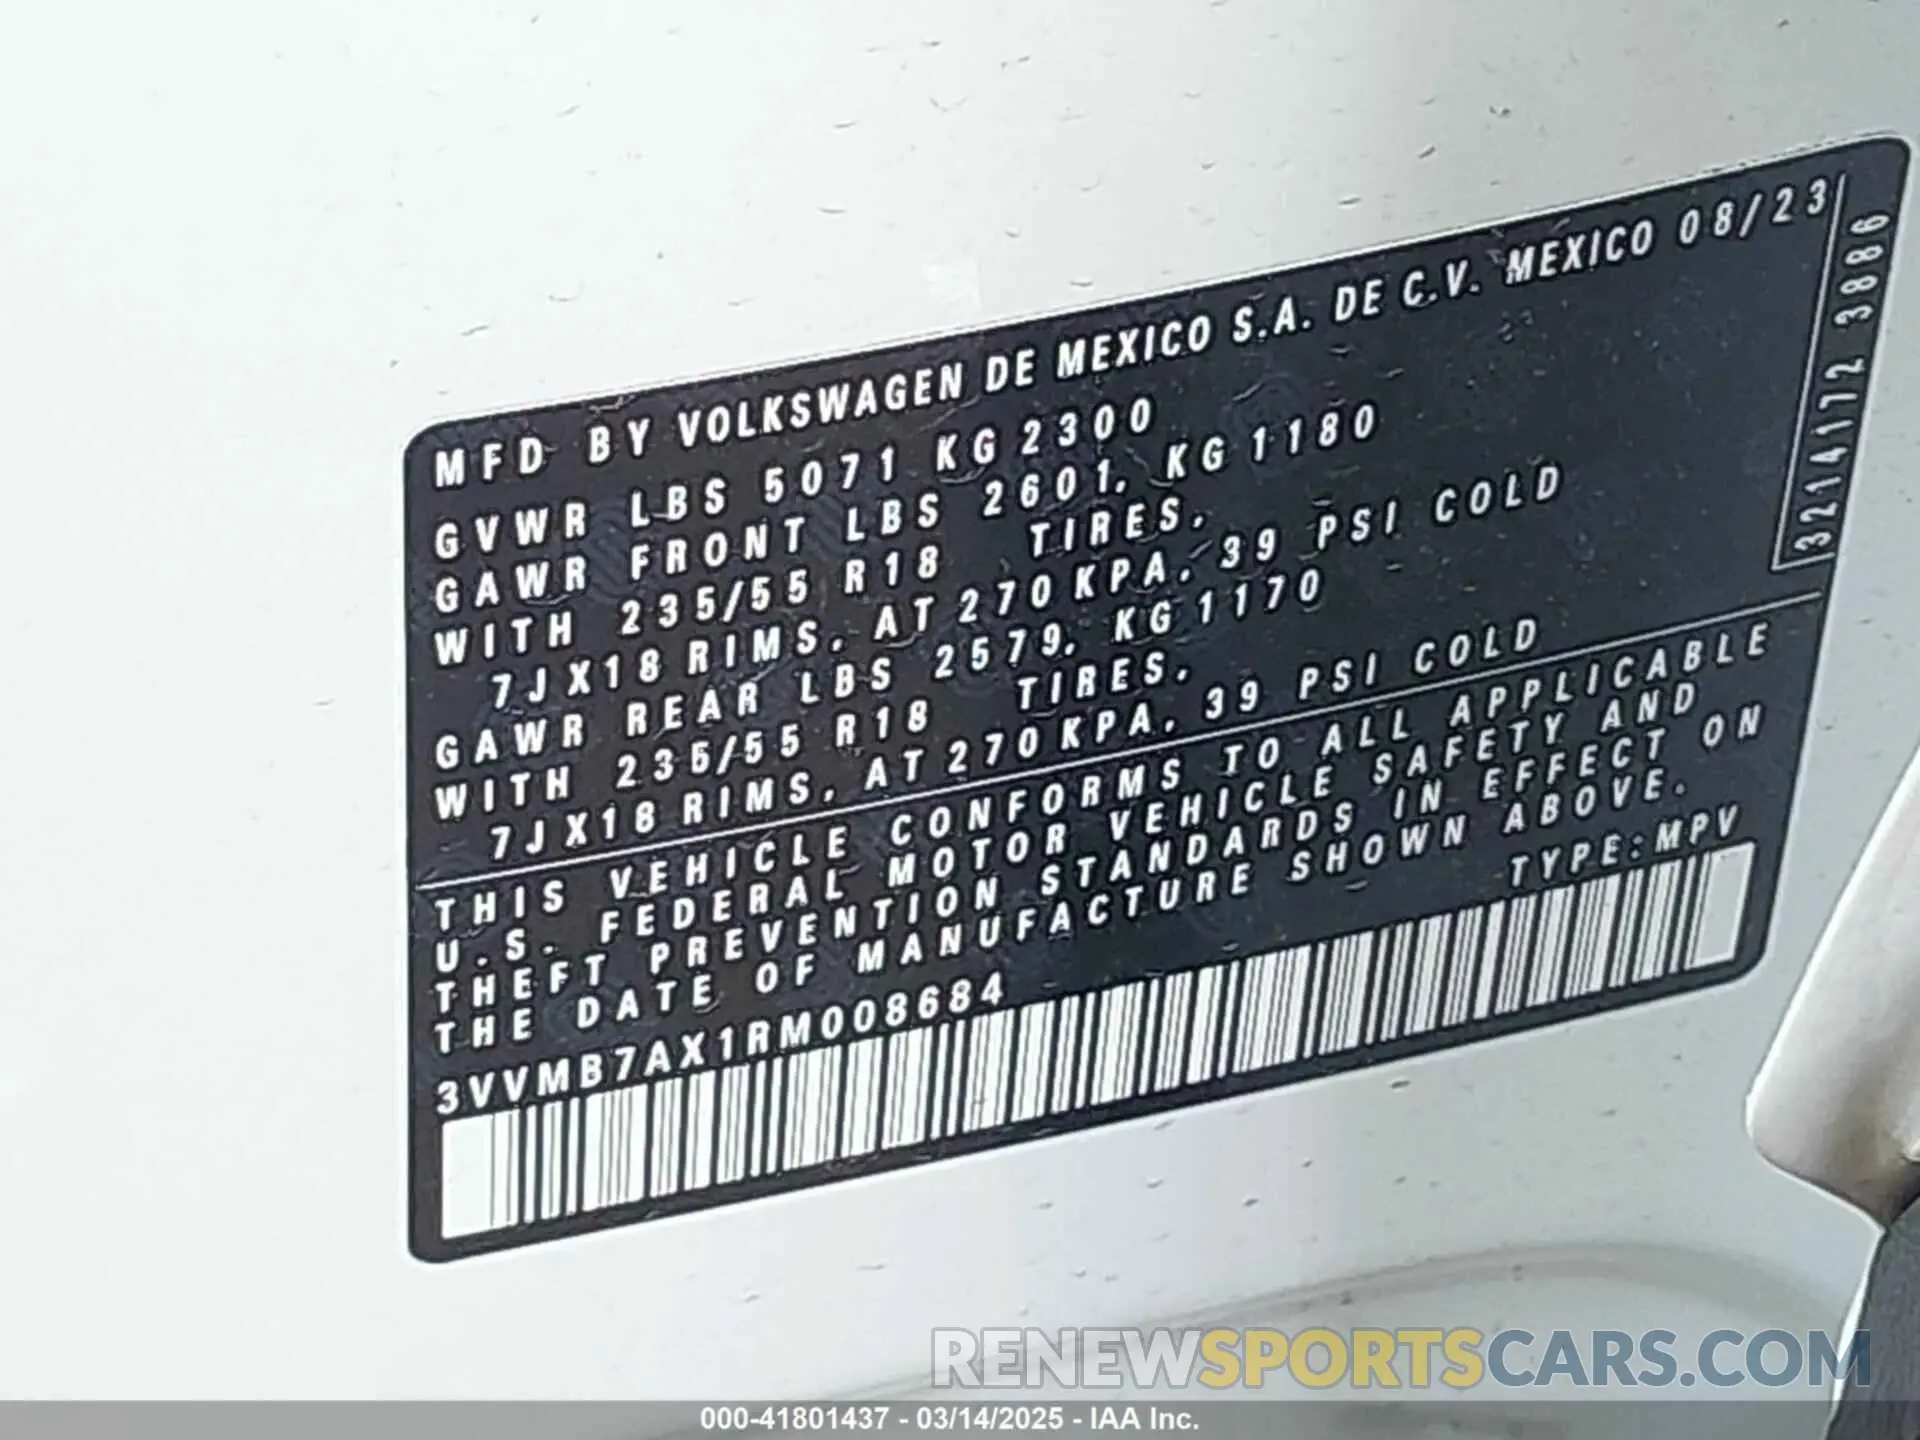 MFD BY VOLKSWAGEN DE MEXICO S.A. DE C.V. MEXICO 08/23
GVWR LBS 5071 KG 2300
GAWR FRONT LBS 2601, KG 1180
WITH 235/55 R18 TIRES,
7JX18 RIMS, AT 270 KPA, 39 PSI COLD
GAWR REAR LBS 2579, KG 1170
WITH 235/55 R18 TIRES,
7JX18 RIMS, AT 270 KPA, 39 PSI COLD
THIS VEHICLE CONFORMS TO ALL APPLICABLE
U.S. FEDERAL MOTOR VEHICLE SAFETY AND
THEFT PREVENTION STANDARDS IN EFFECT ON
THE DATE OF MANUFACTURE SHOWN ABOVE.
TYPE:MPV
3VVMB7AX1RM008684
3214172 3886
RENEWSPORTSCARS.COM
000-41801437 - 03/14/2025 - IAA Inc.